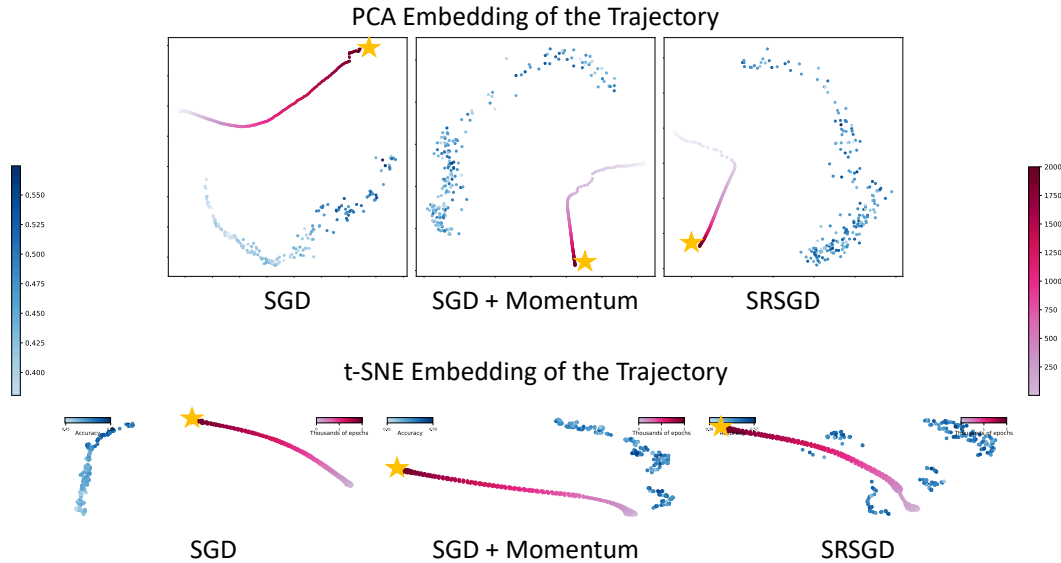 PCA Embedding of the Trajectory
SGD
SGD + Momentum
SRSGD
0.550
0.525
0.500
0.475
0.450
0.425
0.400
2000
1750
1500
1250
1000
750
500
250
t-SNE Embedding of the Trajectory
Accuracy
Thousands of epochs
Accuracy
Thousands of epochs
Thousands of epochs
SGD
SGD + Momentum
SRSGD